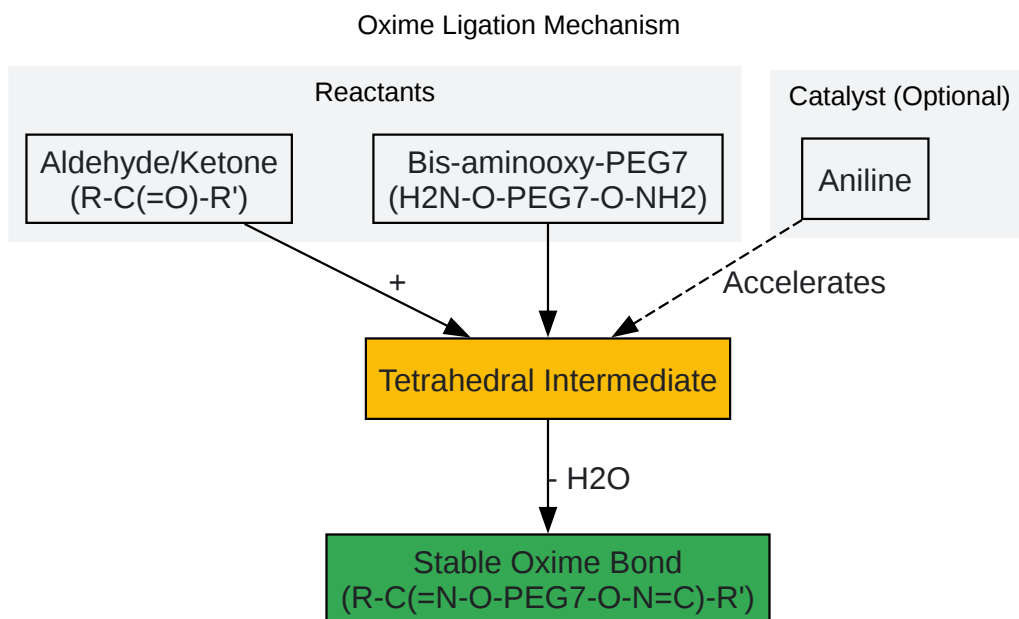 Oxime Ligation Mechanism
Reactants
Catalyst (Optional)
Aldehyde/Ketone
(R-C(=O)-R')
Bis-aminooxy-PEG7
(H2N-O-PEG7-O-NH2)
Aniline
+
Accelerates
Tetrahedral Intermediate
- H2O
Stable Oxime Bond
(R-C(=N-O-PEG7-O-N=C)-R')